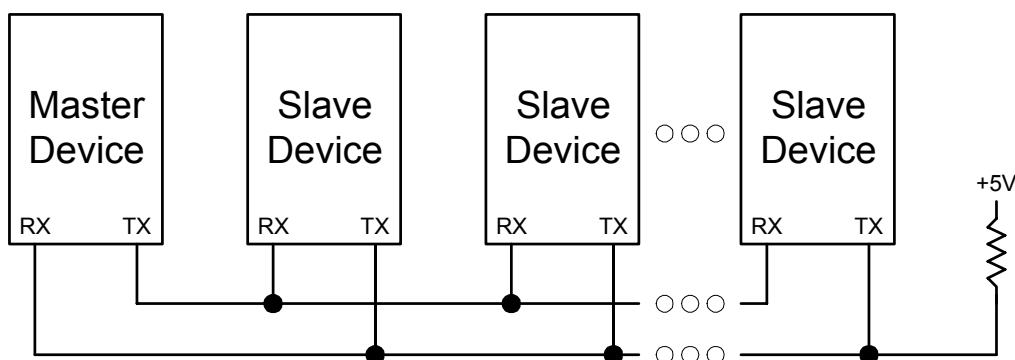 Master
Device
Slave
Device
Slave
Device
Slave
Device
+5V
RX TX
RX TX
RX TX
RX TX